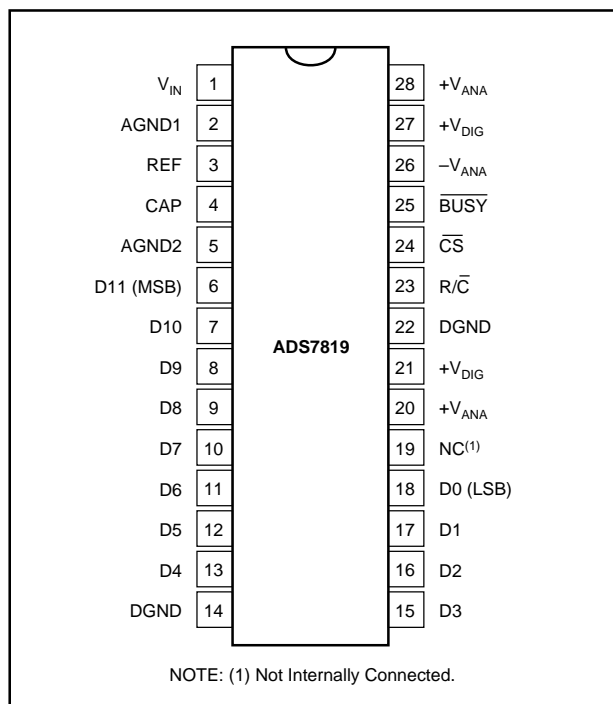 V_IN 1 28 +V_ANA
AGND1 2 27 +V_DIG
REF 3 26 –V_ANA
CAP 4 25 B̅U̅S̅Y̅
AGND2 5 24 C̅S̅
D11 (MSB) 6 23 R/C̅
D10 7 22 DGND
ADS7819
D9 8 21 +V_DIG
D8 9 20 +V_ANA
D7 10 19 NC(1)
D6 11 18 D0 (LSB)
D5 12 17 D1
D4 13 16 D2
DGND 14 15 D3
NOTE: (1) Not Internally Connected.